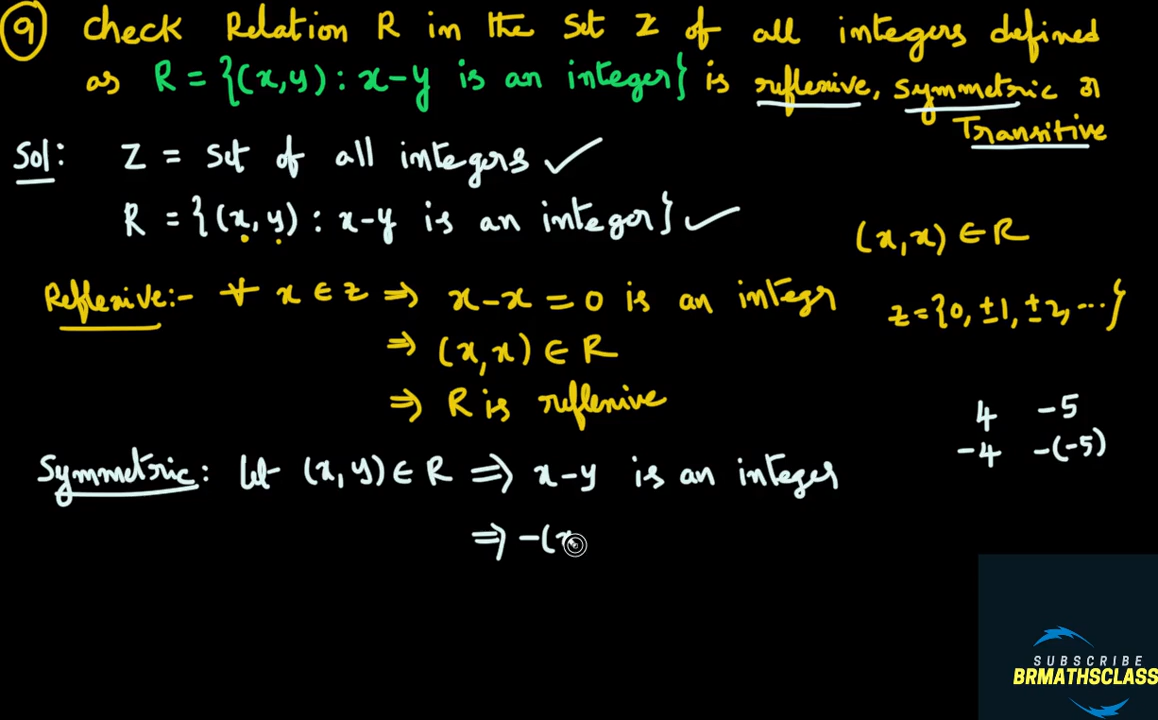 9 Check Relation R in the Set Z of all integers defined
as R = {(x,y) : x-y is an integer} is reflexive, Symmetric or
Transitive
Sol: Z = Set of all integers ✓
R = {(x, y) : x-y is an integer} ✓
(x,x) ∈ R
Reflexive:- ∀ x ∈ z ⇒ x-x = 0 is an integr
z = {0, ±1, ±2, ...}
⇒ (x,x) ∈ R
⇒ R is reflexive
4 -5
-4 -(-5)
Symmetric: Let (x,y) ∈ R ⇒ x-y is an integer
⇒ -(x
SUBSCRIBE
BRMATHSCLASS